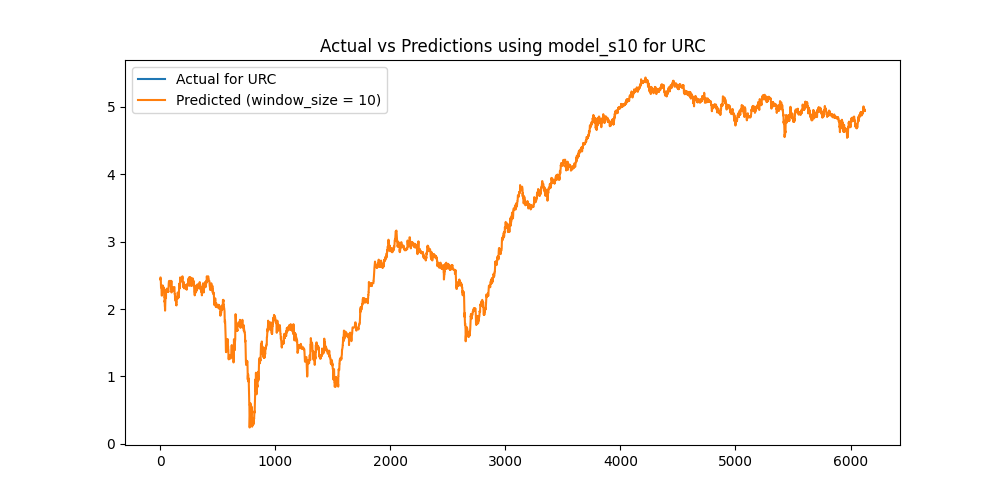 Actual vs Predictions using model_s10 for URC
Actual for URC
Predicted (window_size = 10)
5
4
3
2
1
0
0 1000 2000 3000 4000 5000 6000